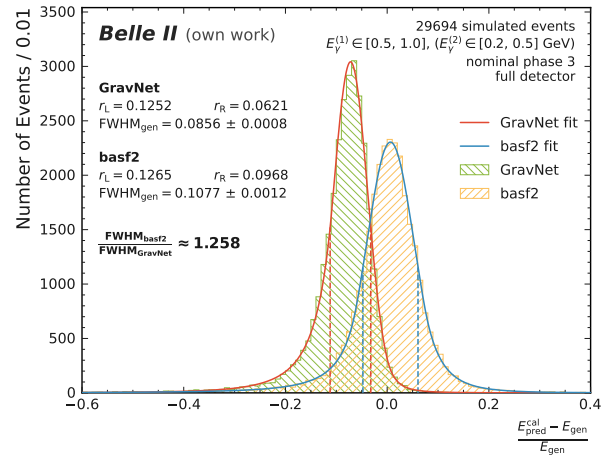 Belle II (own work)
29694 simulated events
E_γ^(1) ∈ [0.5, 1.0], (E_γ^(2) ∈ [0.2, 0.5] GeV)
nominal phase 3
full detector
GravNet
r_L = 0.1252 r_R = 0.0621
FWHM_gen = 0.0856 ± 0.0008
basf2
r_L = 0.1265 r_R = 0.0968
FWHM_gen = 0.1077 ± 0.0012
FWHM_basf2
FWHM_GravNet
≈ 1.258
GravNet fit
basf2 fit
GravNet
basf2
Number of Events / 0.01
3500
3000
2500
2000
1500
1000
500
0
−0.6 −0.4 −0.2 0.0 0.2 0.4
E_pred^cal − E_gen
E_gen